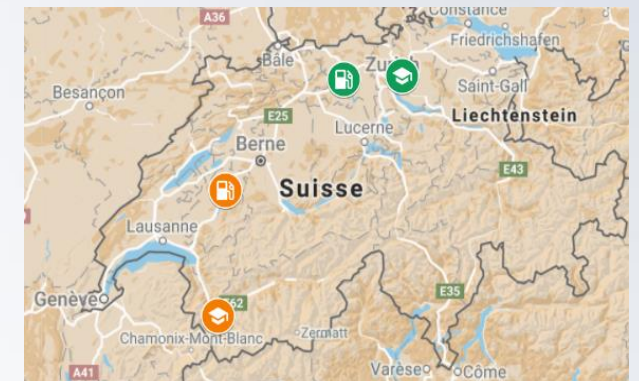 A36
Constance
Friedrichshafen
Bâle
Zurich
Besançon
Saint-Gall
E25
Lucerne
Liechtenstein
Berne
E43
Suisse
Lausanne
Genève
E62
E35
Chamonix-Mont-Blanc
Zermatt
A41
Varèse
Côme